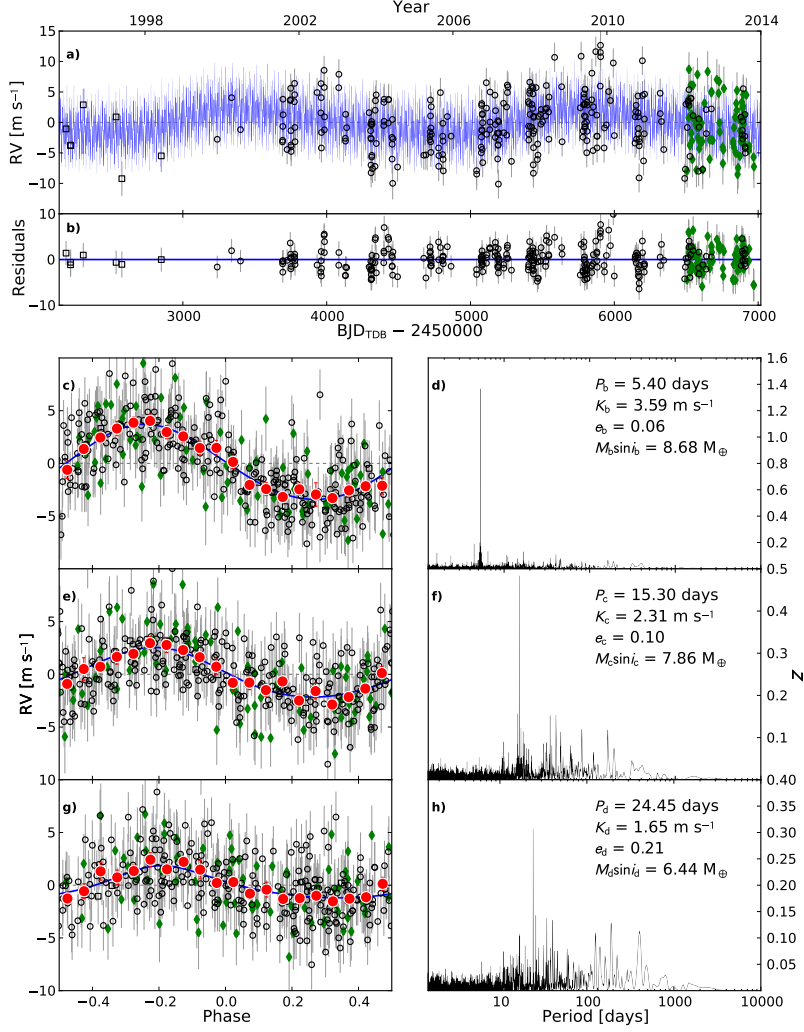 Year
1998 2002 2006 2010 2014
a)
15
10
5
0
−5
−10
RV [m s⁻¹]
b)
10
0
−10
Residuals
3000 4000 5000 6000 7000
BJD_TDB − 2450000
c)
5
0
−5
d)
P_b = 5.40 days
K_b = 3.59 m s⁻¹
e_b = 0.06
M_b sin i_b = 8.68 M_⊕
1.6
1.4
1.2
1.0
0.8
0.6
0.4
0.2
0.5
e)
10
5
0
−5
RV [m s⁻¹]
f)
P_c = 15.30 days
K_c = 2.31 m s⁻¹
e_c = 0.10
M_c sin i_c = 7.86 M_⊕
0.4
0.3
0.2
0.1
0.40
Z
g)
10
5
0
−5
−10
−0.4 −0.2 0.0 0.2 0.4
Phase
h)
P_d = 24.45 days
K_d = 1.65 m s⁻¹
e_d = 0.21
M_d sin i_d = 6.44 M_⊕
0.35
0.30
0.25
0.20
0.15
0.10
0.05
10 100 1000 10000
Period [days]